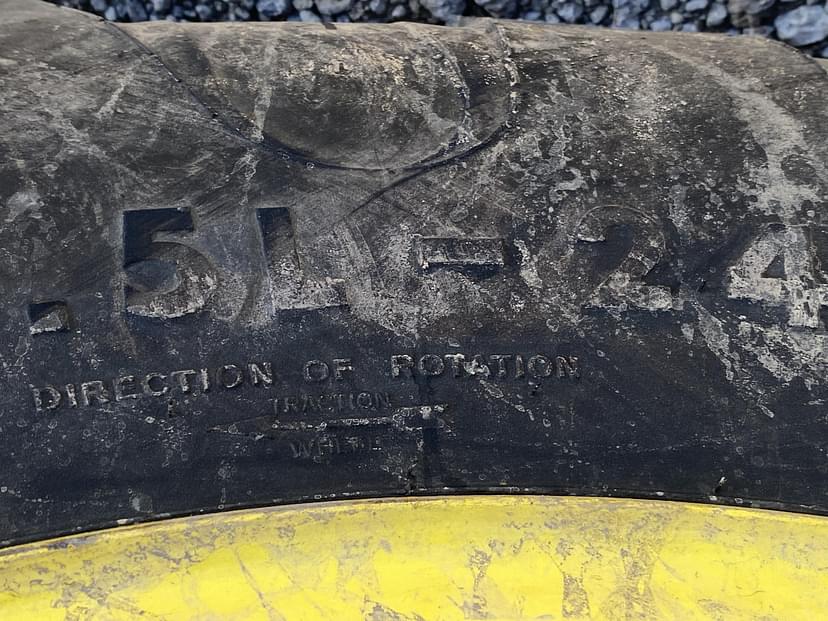 .5L-24
DIRECTION OF ROTATION
TRACTION
WHEEL